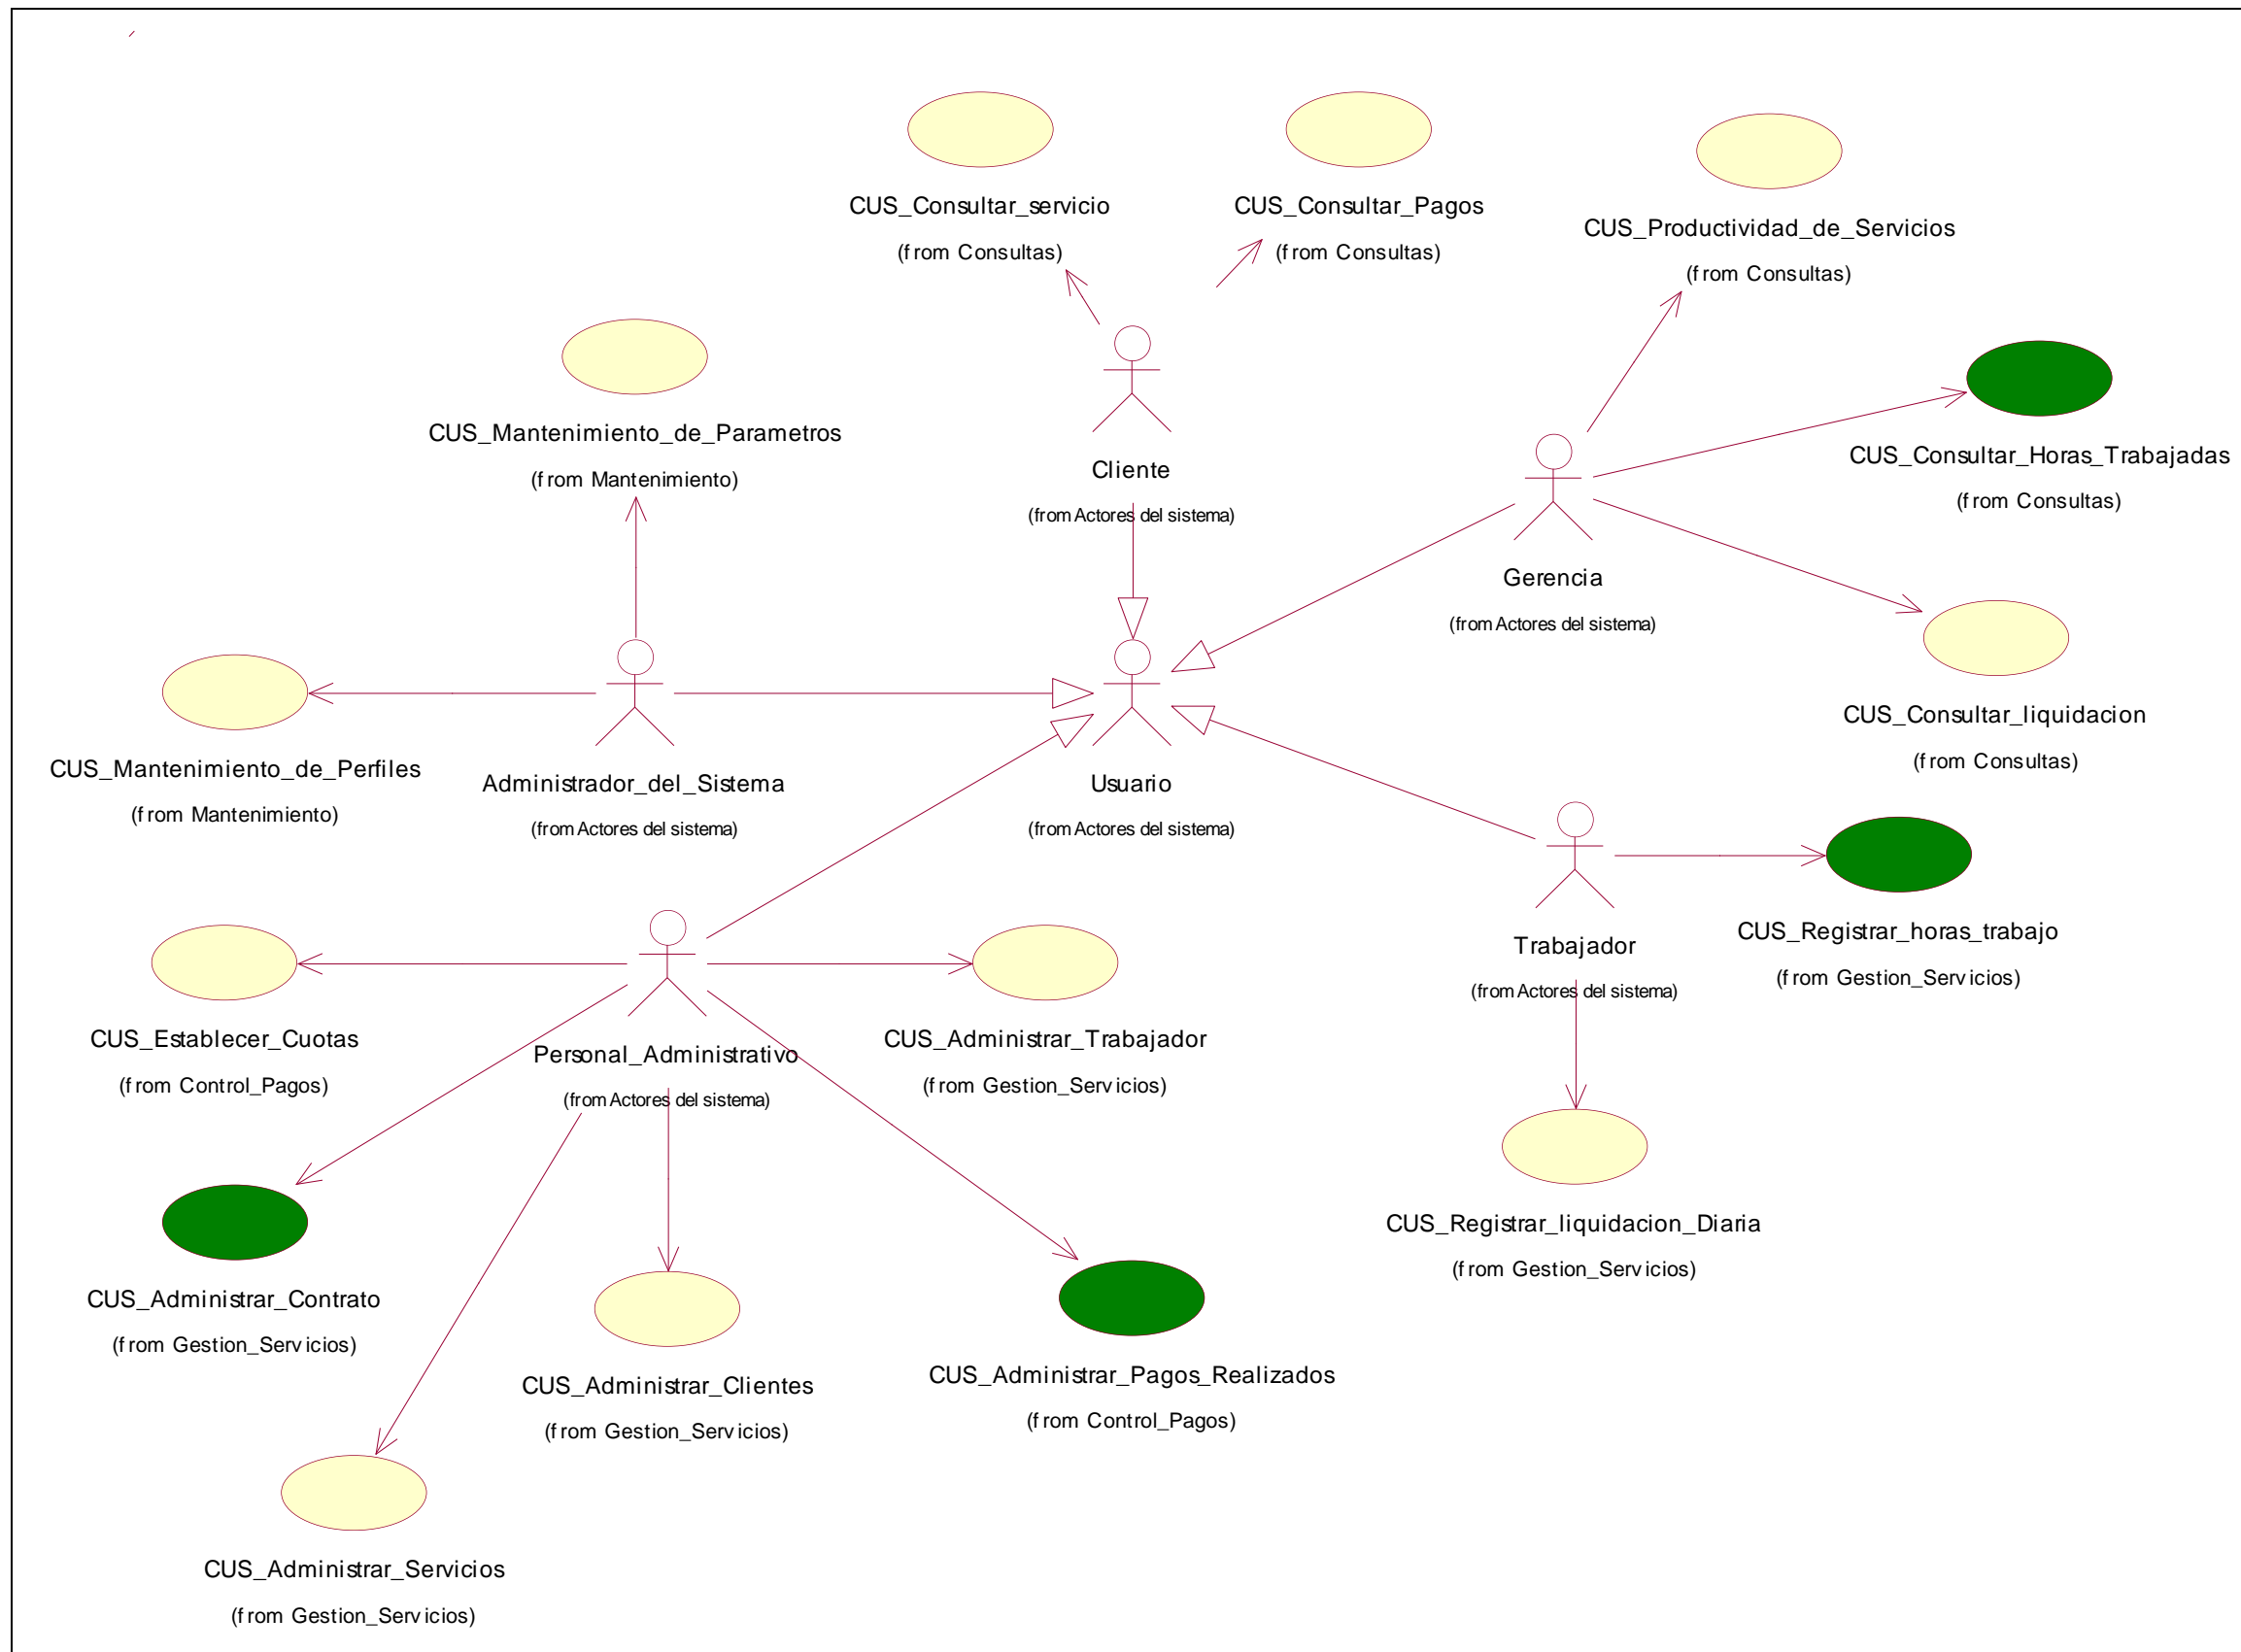 CUS_Consultar_servicio
(from Consultas)
CUS_Consultar_Pagos
(from Consultas)
CUS_Productividad_de_Servicios
(from Consultas)
CUS_Mantenimiento_de_Parametros
(from Mantenimiento)
Cliente
(from Actores del sistema)
CUS_Consultar_Horas_Trabajadas
(from Consultas)
Gerencia
(from Actores del sistema)
CUS_Consultar_liquidacion
(from Consultas)
CUS_Mantenimiento_de_Perfiles
(from Mantenimiento)
Administrador_del_Sistema
(from Actores del sistema)
Usuario
(from Actores del sistema)
Trabajador
(from Actores del sistema)
CUS_Registrar_horas_trabajo
(from Gestion_Servicios)
CUS_Establecer_Cuotas
(from Control_Pagos)
Personal_Administrativo
(from Actores del sistema)
CUS_Administrar_Trabajador
(from Gestion_Servicios)
CUS_Registrar_liquidacion_Diaria
(from Gestion_Servicios)
CUS_Administrar_Contrato
(from Gestion_Servicios)
CUS_Administrar_Clientes
(from Gestion_Servicios)
CUS_Administrar_Pagos_Realizados
(from Control_Pagos)
CUS_Administrar_Servicios
(from Gestion_Servicios)